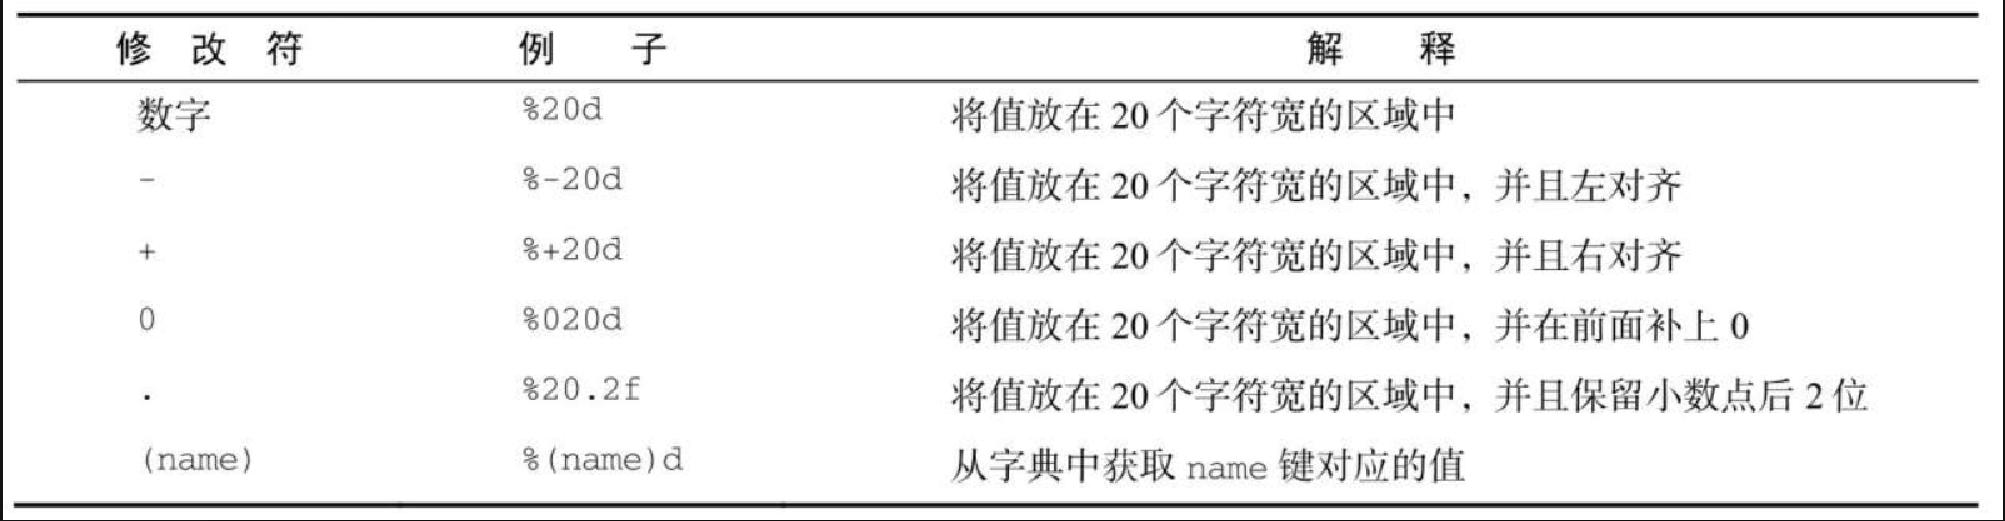 修 改 符 例 子 解 释
数字 %20d 将值放在 20 个字符宽的区域中
- %-20d 将值放在 20 个字符宽的区域中，并且左对齐
+ %+20d 将值放在 20 个字符宽的区域中，并且右对齐
0 %020d 将值放在 20 个字符宽的区域中，并在前面补上 0
. %20.2f 将值放在 20 个字符宽的区域中，并且保留小数点后 2 位
(name) %(name)d 从字典中获取 name 键对应的值